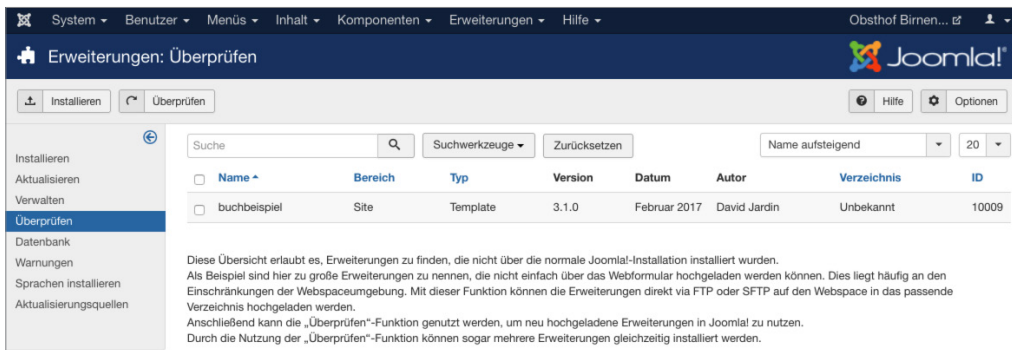 System Benutzer Menüs Inhalt Komponenten Erweiterungen Hilfe Obsthof Birnen...
Erweiterungen: Überprüfen Joomla!
Installieren Überprüfen Hilfe Optionen
Suche Suchwerkzeuge Zurücksetzen Name aufsteigend 20
Installieren
Aktualisieren
Verwalten
Überprüfen
Datenbank
Warnungen
Sprachen installieren
Aktualisierungsquellen
Name Bereich Typ Version Datum Autor Verzeichnis ID
buchbeispiel Site Template 3.1.0 Februar 2017 David Jardin Unbekannt 10009
Diese Übersicht erlaubt es, Erweiterungen zu finden, die nicht über die normale Joomla!-Installation installiert wurden.
Als Beispiel sind hier zu große Erweiterungen zu nennen, die nicht einfach über das Webformular hochgeladen werden können. Dies liegt häufig an den
Einschränkungen der Webspaceumgebung. Mit dieser Funktion können die Erweiterungen direkt via FTP oder SFTP auf den Webspace in das passende
Verzeichnis hochgeladen werden.
Anschließend kann die „Überprüfen“-Funktion genutzt werden, um neu hochgeladene Erweiterungen in Joomla! zu nutzen.
Durch die Nutzung der „Überprüfen“-Funktion können sogar mehrere Erweiterungen gleichzeitig installiert werden.